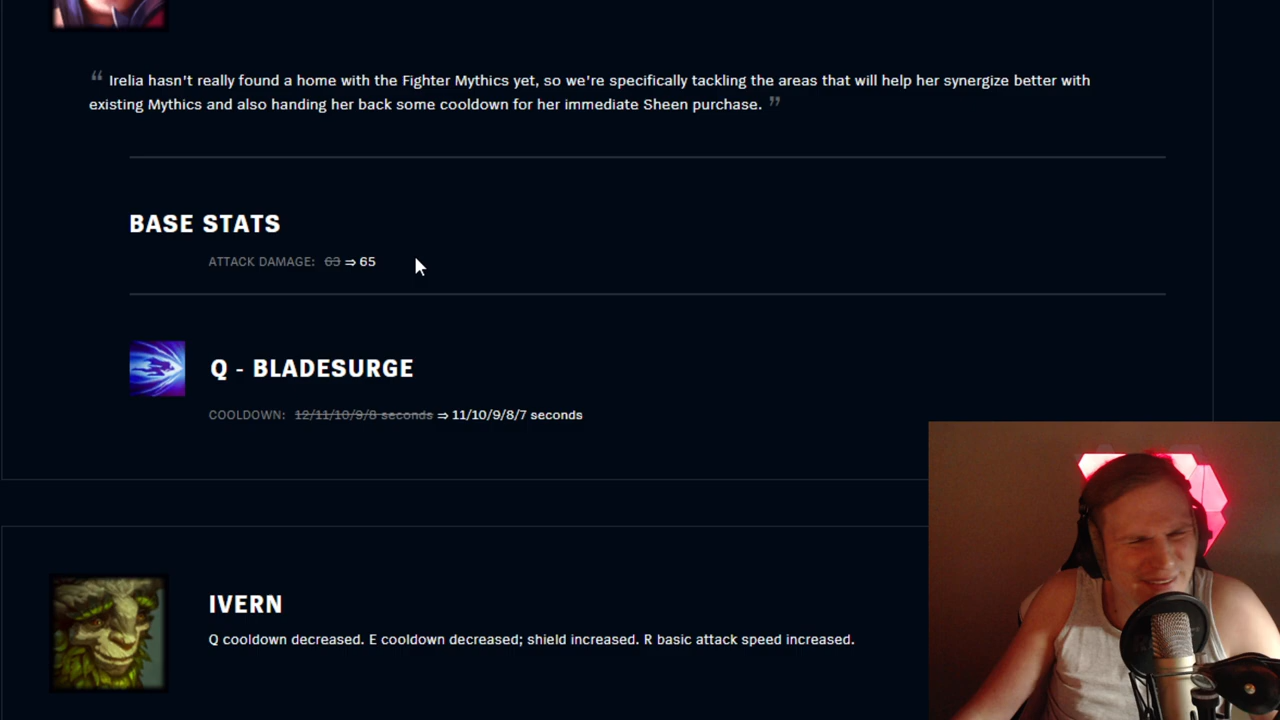 “ Irelia hasn't really found a home with the Fighter Mythics yet, so we're specifically tackling the areas that will help her synergize better with
existing Mythics and also handing her back some cooldown for her immediate Sheen purchase. ”
BASE STATS
ATTACK DAMAGE: 63 ⇒ 65
Q - BLADESURGE
COOLDOWN: 12/11/10/9/8 seconds ⇒ 11/10/9/8/7 seconds
IVERN
Q cooldown decreased. E cooldown decreased; shield increased. R basic attack speed increased.